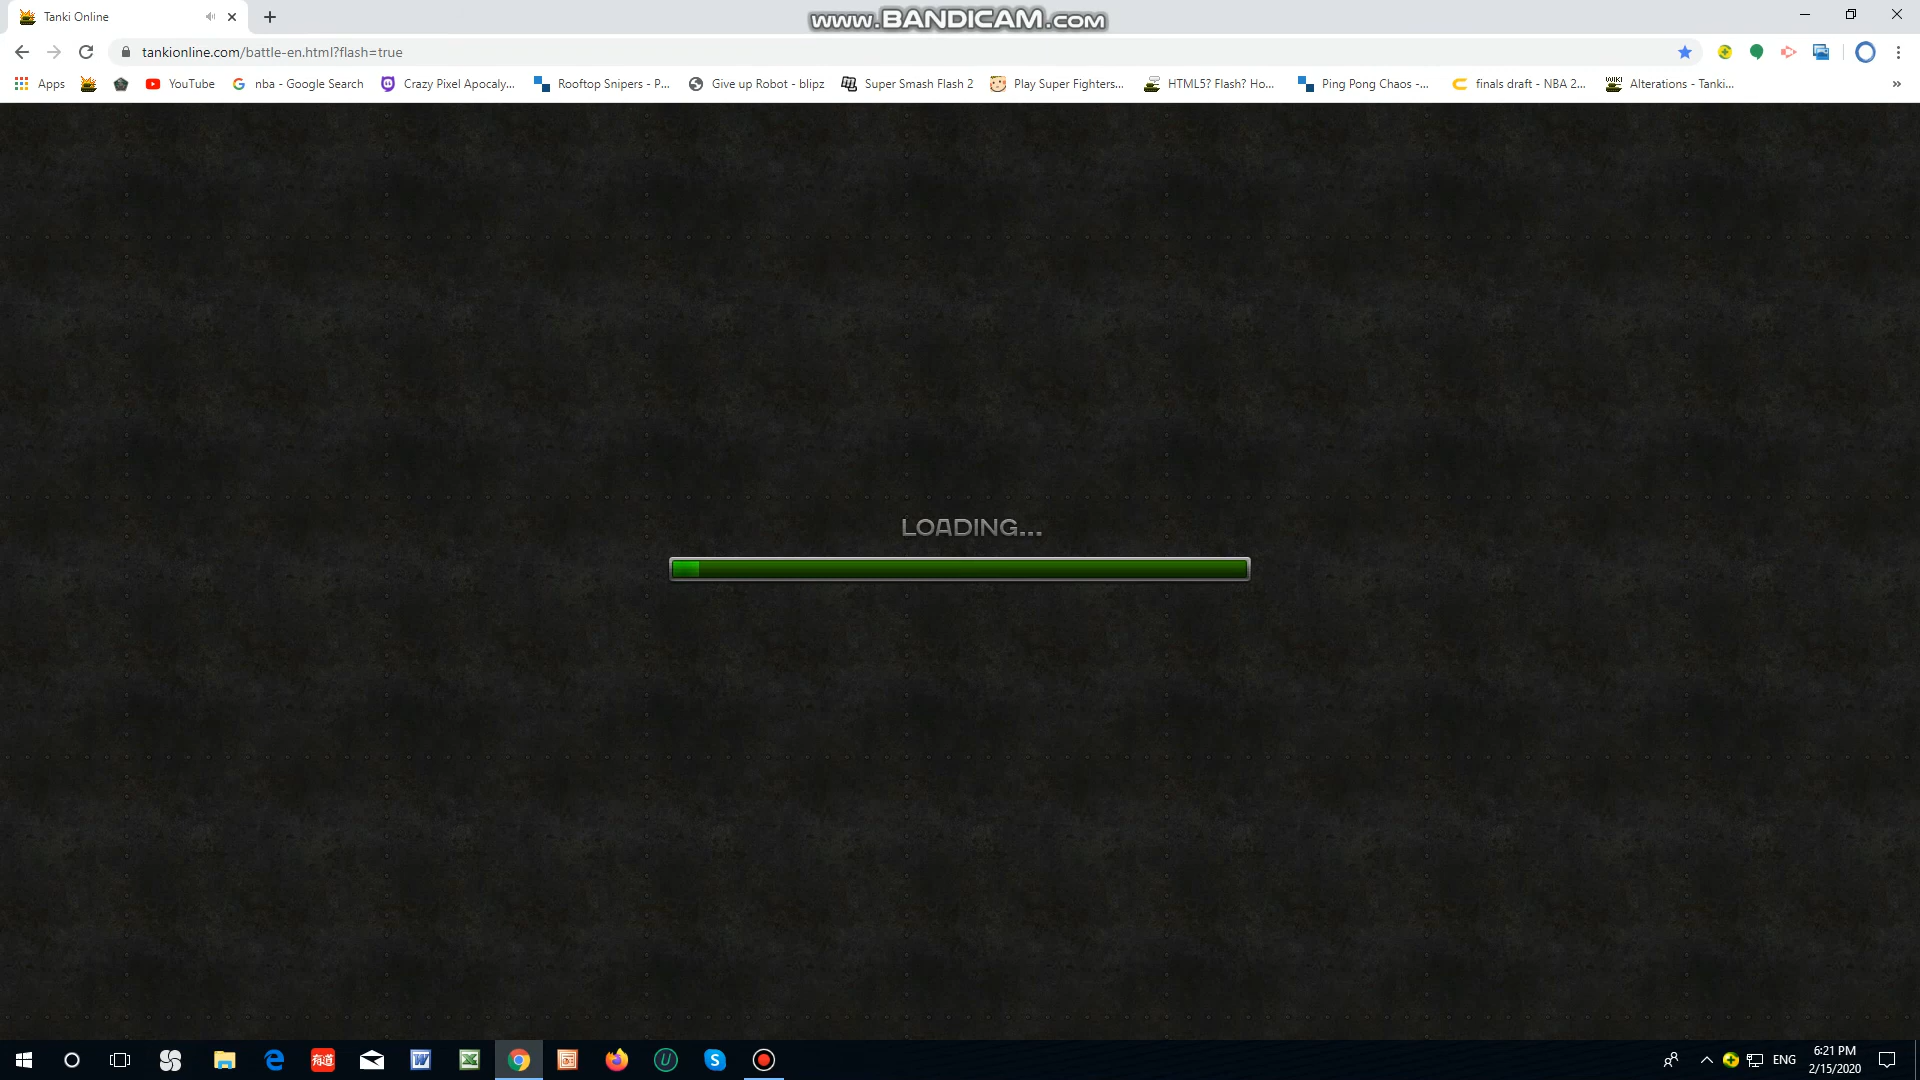 Tanki Online
www.BANDICAM.com
tankionline.com/battle-en.html?flash=true
Apps YouTube nba - Google Search Crazy Pixel Apocaly... Rooftop Snipers - P... Give up Robot - blipz Super Smash Flash 2 Play Super Fighters... HTML5? Flash? Ho... Ping Pong Chaos -... finals draft - NBA 2... Alterations - Tanki... »
LOADING...
有道
ENG
6:21 PM
2/15/2020